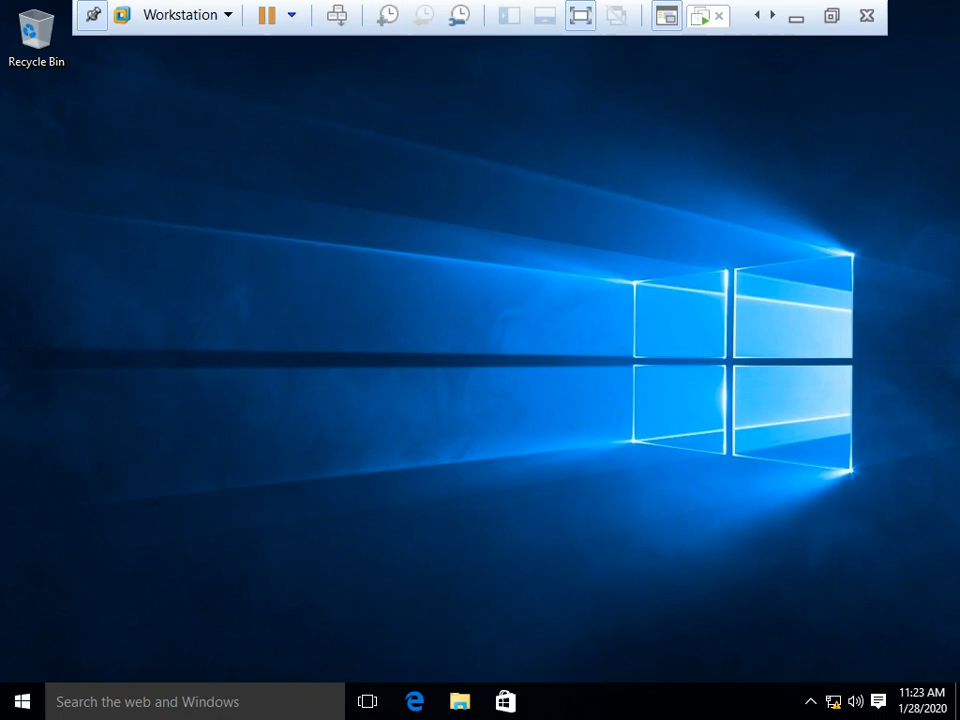 Workstation
Recycle Bin
Search the web and Windows
11:23 AM
1/28/2020